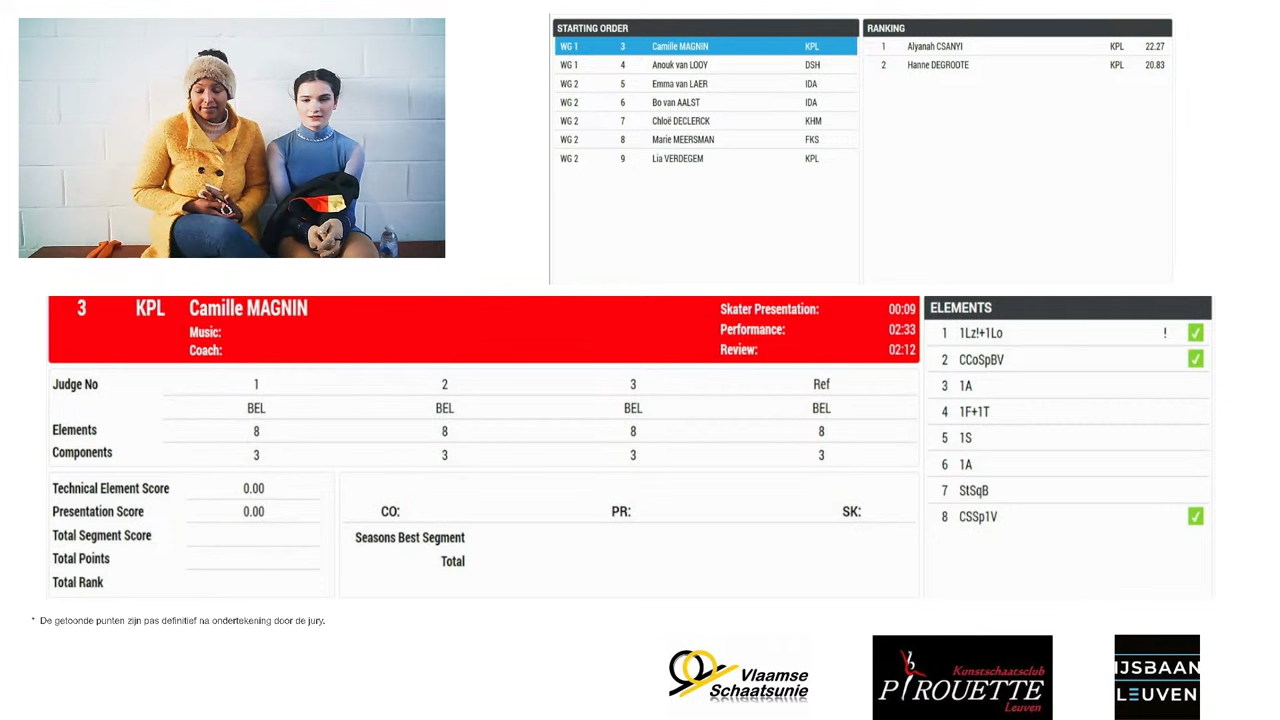 STARTING ORDER
WG 1 3 Camille MAGNIN KPL
WG 1 4 Anouk van LOOY DSH
WG 2 5 Emma van LAER IDA
WG 2 6 Bo van AALST IDA
WG 2 7 Chloë DECLERCK KHM
WG 2 8 Marie MEERSMAN FKS
WG 2 9 Lia VERDEGEM KPL
RANKING
1 Alyanah CSANYI KPL 22.27
2 Hanne DEGROOTE KPL 20.83
3 KPL Camille MAGNIN
Music:
Coach:
Skater Presentation: 00:09
Performance: 02:33
Review: 02:12
Judge No 1 2 3 Ref
BEL BEL BEL BEL
Elements 8 8 8 8
Components 3 3 3 3
Technical Element Score 0.00
Presentation Score 0.00
Total Segment Score
Total Points
Total Rank
CO: PR: SK:
Seasons Best Segment
Total
ELEMENTS
1 1Lz!+1Lo !
2 CCoSpBV
3 1A
4 1F+1T
5 1S
6 1A
7 StSqB
8 CSSp1V
* De getoonde punten zijn pas definitief na ondertekening door de jury.
Vlaamse
Schaatsunie
Kunstschaatsclub
PIROUETTE
Leuven
IJSBAAN
LEUVEN